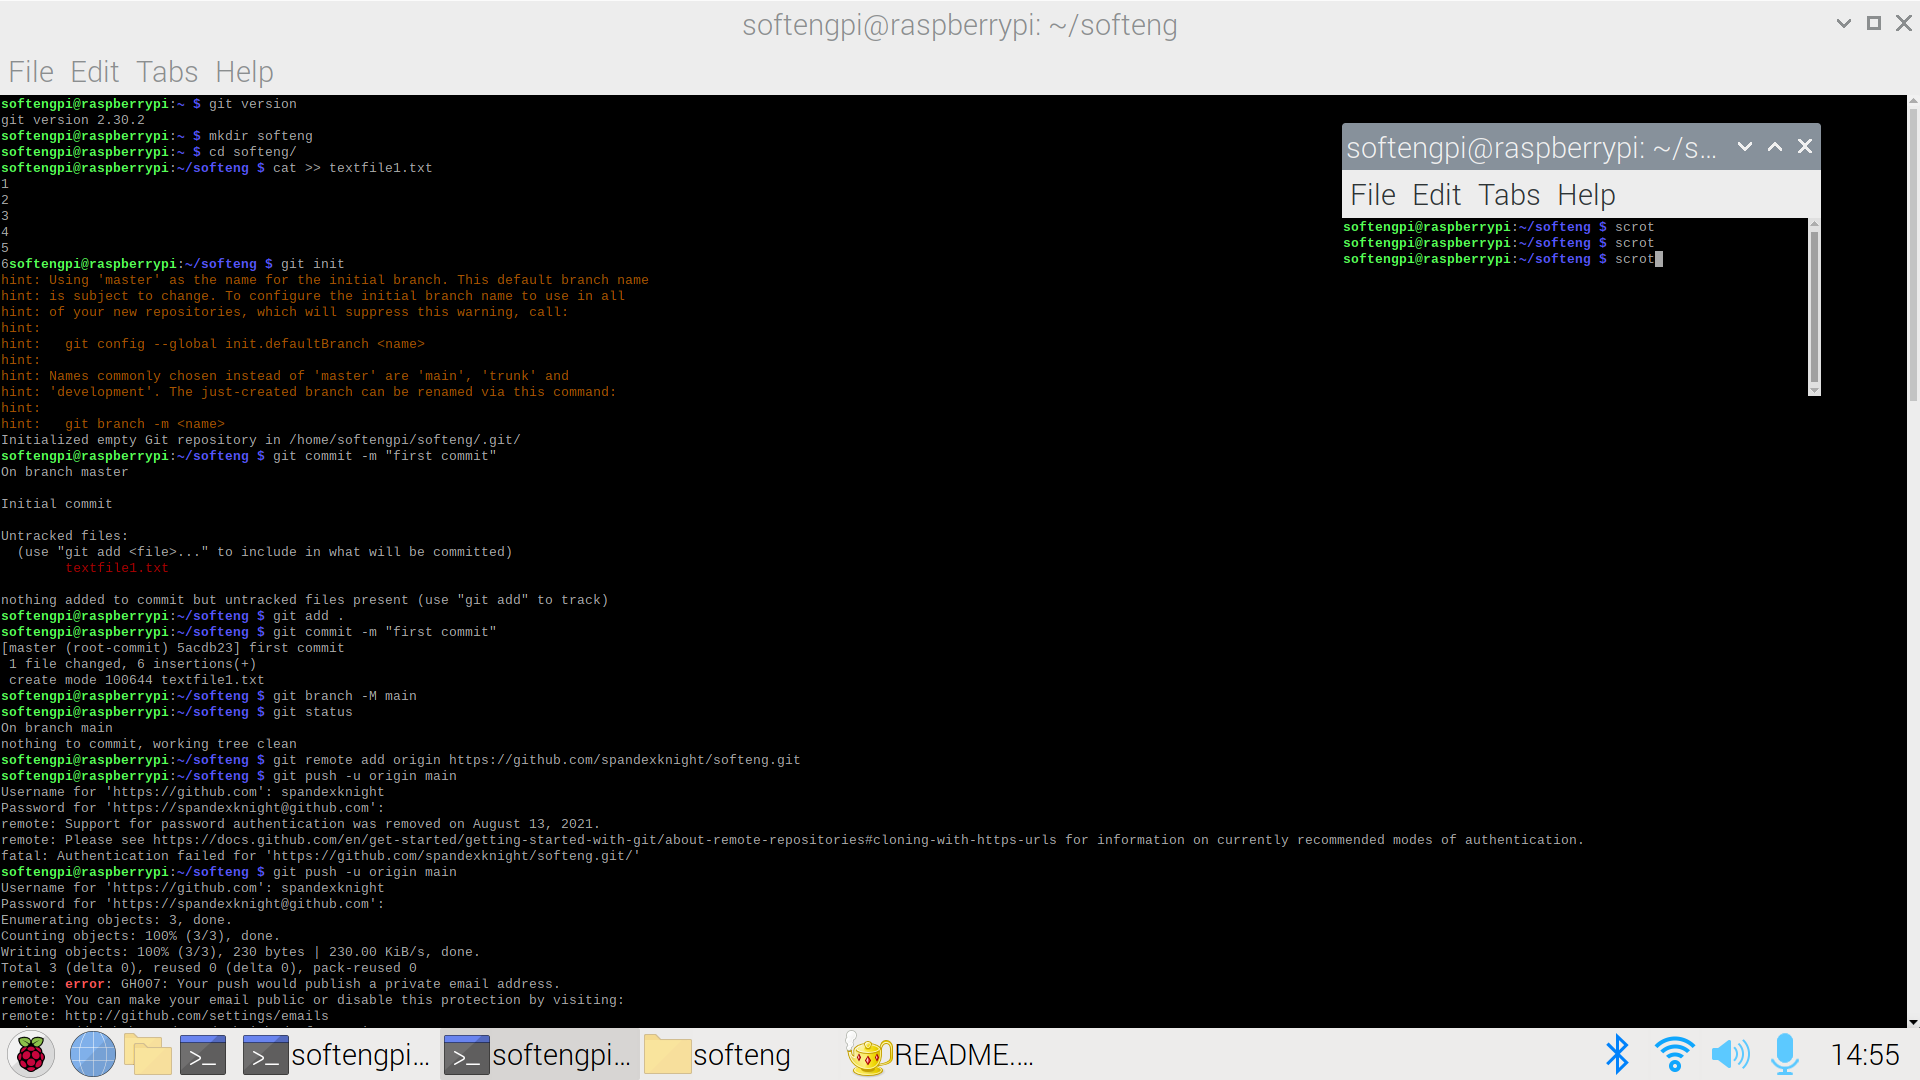 softengpi@raspberrypi: ~/softeng
File Edit Tabs Help
softengpi@raspberrypi:~ $ git version
git version 2.30.2
softengpi@raspberrypi:~ $ mkdir softeng
softengpi@raspberrypi:~ $ cd softeng/
softengpi@raspberrypi:~/softeng $ cat >> textfile1.txt
1
2
3
4
5
6softengpi@raspberrypi:~/softeng $ git init
hint: Using 'master' as the name for the initial branch. This default branch name
hint: is subject to change. To configure the initial branch name to use in all
hint: of your new repositories, which will suppress this warning, call:
hint:
hint:   git config --global init.defaultBranch <name>
hint:
hint: Names commonly chosen instead of 'master' are 'main', 'trunk' and
hint: 'development'. The just-created branch can be renamed via this command:
hint:
hint:   git branch -m <name>
Initialized empty Git repository in /home/softengpi/softeng/.git/
softengpi@raspberrypi:~/softeng $ git commit -m "first commit"
On branch master
Initial commit
Untracked files:
  (use "git add <file>..." to include in what will be committed)
        textfile1.txt
nothing added to commit but untracked files present (use "git add" to track)
softengpi@raspberrypi:~/softeng $ git add .
softengpi@raspberrypi:~/softeng $ git commit -m "first commit"
[master (root-commit) 5acdb23] first commit
 1 file changed, 6 insertions(+)
 create mode 100644 textfile1.txt
softengpi@raspberrypi:~/softeng $ git branch -M main
softengpi@raspberrypi:~/softeng $ git status
On branch main
nothing to commit, working tree clean
softengpi@raspberrypi:~/softeng $ git remote add origin https://github.com/spandexknight/softeng.git
softengpi@raspberrypi:~/softeng $ git push -u origin main
Username for 'https://github.com': spandexknight
Password for 'https://spandexknight@github.com':
remote: Support for password authentication was removed on August 13, 2021.
remote: Please see https://docs.github.com/en/get-started/getting-started-with-git/about-remote-repositories#cloning-with-https-urls for information on currently recommended modes of authentication.
fatal: Authentication failed for 'https://github.com/spandexknight/softeng.git/'
softengpi@raspberrypi:~/softeng $ git push -u origin main
Username for 'https://github.com': spandexknight
Password for 'https://spandexknight@github.com':
Enumerating objects: 3, done.
Counting objects: 100% (3/3), done.
Writing objects: 100% (3/3), 230 bytes | 230.00 KiB/s, done.
Total 3 (delta 0), reused 0 (delta 0), pack-reused 0
remote: error: GH007: Your push would publish a private email address.
remote: You can make your email public or disable this protection by visiting:
remote: http://github.com/settings/emails
softengpi@raspberrypi: ~/s...
File Edit Tabs Help
softengpi@raspberrypi:~/softeng $ scrot
softengpi@raspberrypi:~/softeng $ scrot
softengpi@raspberrypi:~/softeng $ scrot
softengpi... softengpi... softeng README.... 14:55